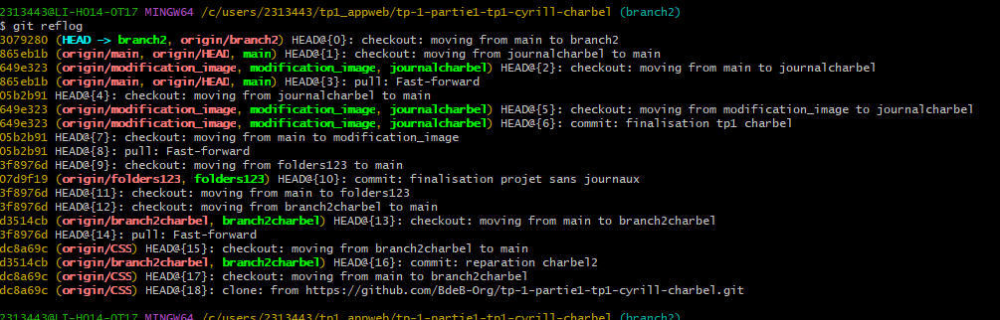 2313443@LI-H014-OT17 MINGW64 /c/users/2313443/tp1_appweb/tp-1-partie1-tp1-cyrill-charbel (branch2)
$ git reflog
3079280 (HEAD -> branch2, origin/branch2) HEAD@{0}: checkout: moving from main to branch2
865eb1b (origin/main, origin/HEAD, main) HEAD@{1}: checkout: moving from journalcharbel to main
649e323 (origin/modification_image, modification_image, journalcharbel) HEAD@{2}: checkout: moving from main to journalcharbel
865eb1b (origin/main, origin/HEAD, main) HEAD@{3}: pull: Fast-forward
05b2b91 HEAD@{4}: checkout: moving from journalcharbel to main
649e323 (origin/modification_image, modification_image, journalcharbel) HEAD@{5}: checkout: moving from modification_image to journalcharbel
649e323 (origin/modification_image, modification_image, journalcharbel) HEAD@{6}: commit: finalisation tp1 charbel
05b2b91 HEAD@{7}: checkout: moving from main to modification_image
05b2b91 HEAD@{8}: pull: Fast-forward
3f8976d HEAD@{9}: checkout: moving from folders123 to main
07d9f19 (origin/folders123, folders123) HEAD@{10}: commit: finalisation projet sans journaux
3f8976d HEAD@{11}: checkout: moving from main to folders123
3f8976d HEAD@{12}: checkout: moving from branch2charbel to main
d3514cb (origin/branch2charbel, branch2charbel) HEAD@{13}: checkout: moving from main to branch2charbel
3f8976d HEAD@{14}: pull: Fast-forward
dc8a69c (origin/CSS) HEAD@{15}: checkout: moving from branch2charbel to main
d3514cb (origin/branch2charbel, branch2charbel) HEAD@{16}: commit: reparation charbel2
dc8a69c (origin/CSS) HEAD@{17}: checkout: moving from main to branch2charbel
dc8a69c (origin/CSS) HEAD@{18}: clone: from https://github.com/BdeB-Org/tp-1-partie1-tp1-cyrill-charbel.git
2313443@LI-H014-OT17 MINGW64 /c/users/2313443/tp1_appweb/tp-1-partie1-tp1-cyrill-charbel (branch2)